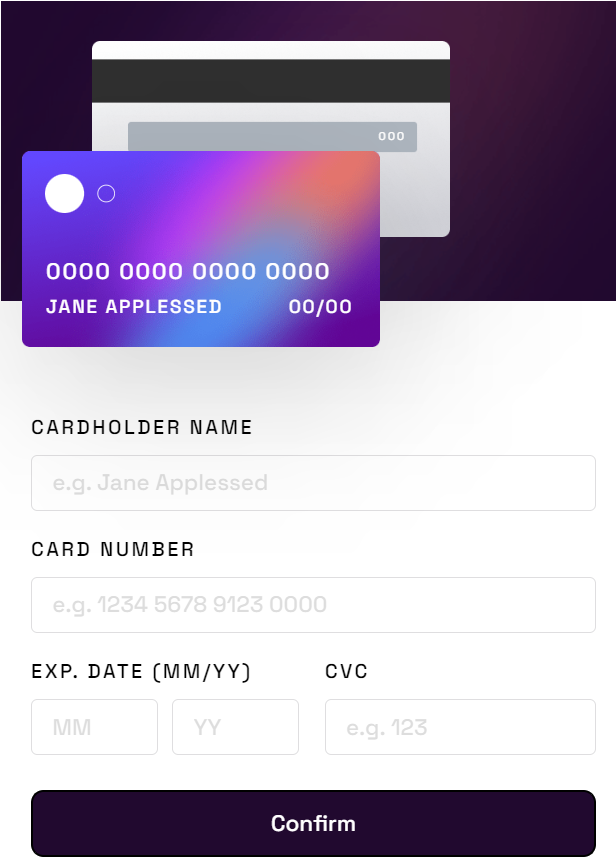 000
0000 0000 0000 0000
JANE APPLESSED 00/00
CARDHOLDER NAME
e.g. Jane Applessed
CARD NUMBER
e.g. 1234 5678 9123 0000
EXP. DATE (MM/YY) CVC
MM YY e.g. 123
Confirm